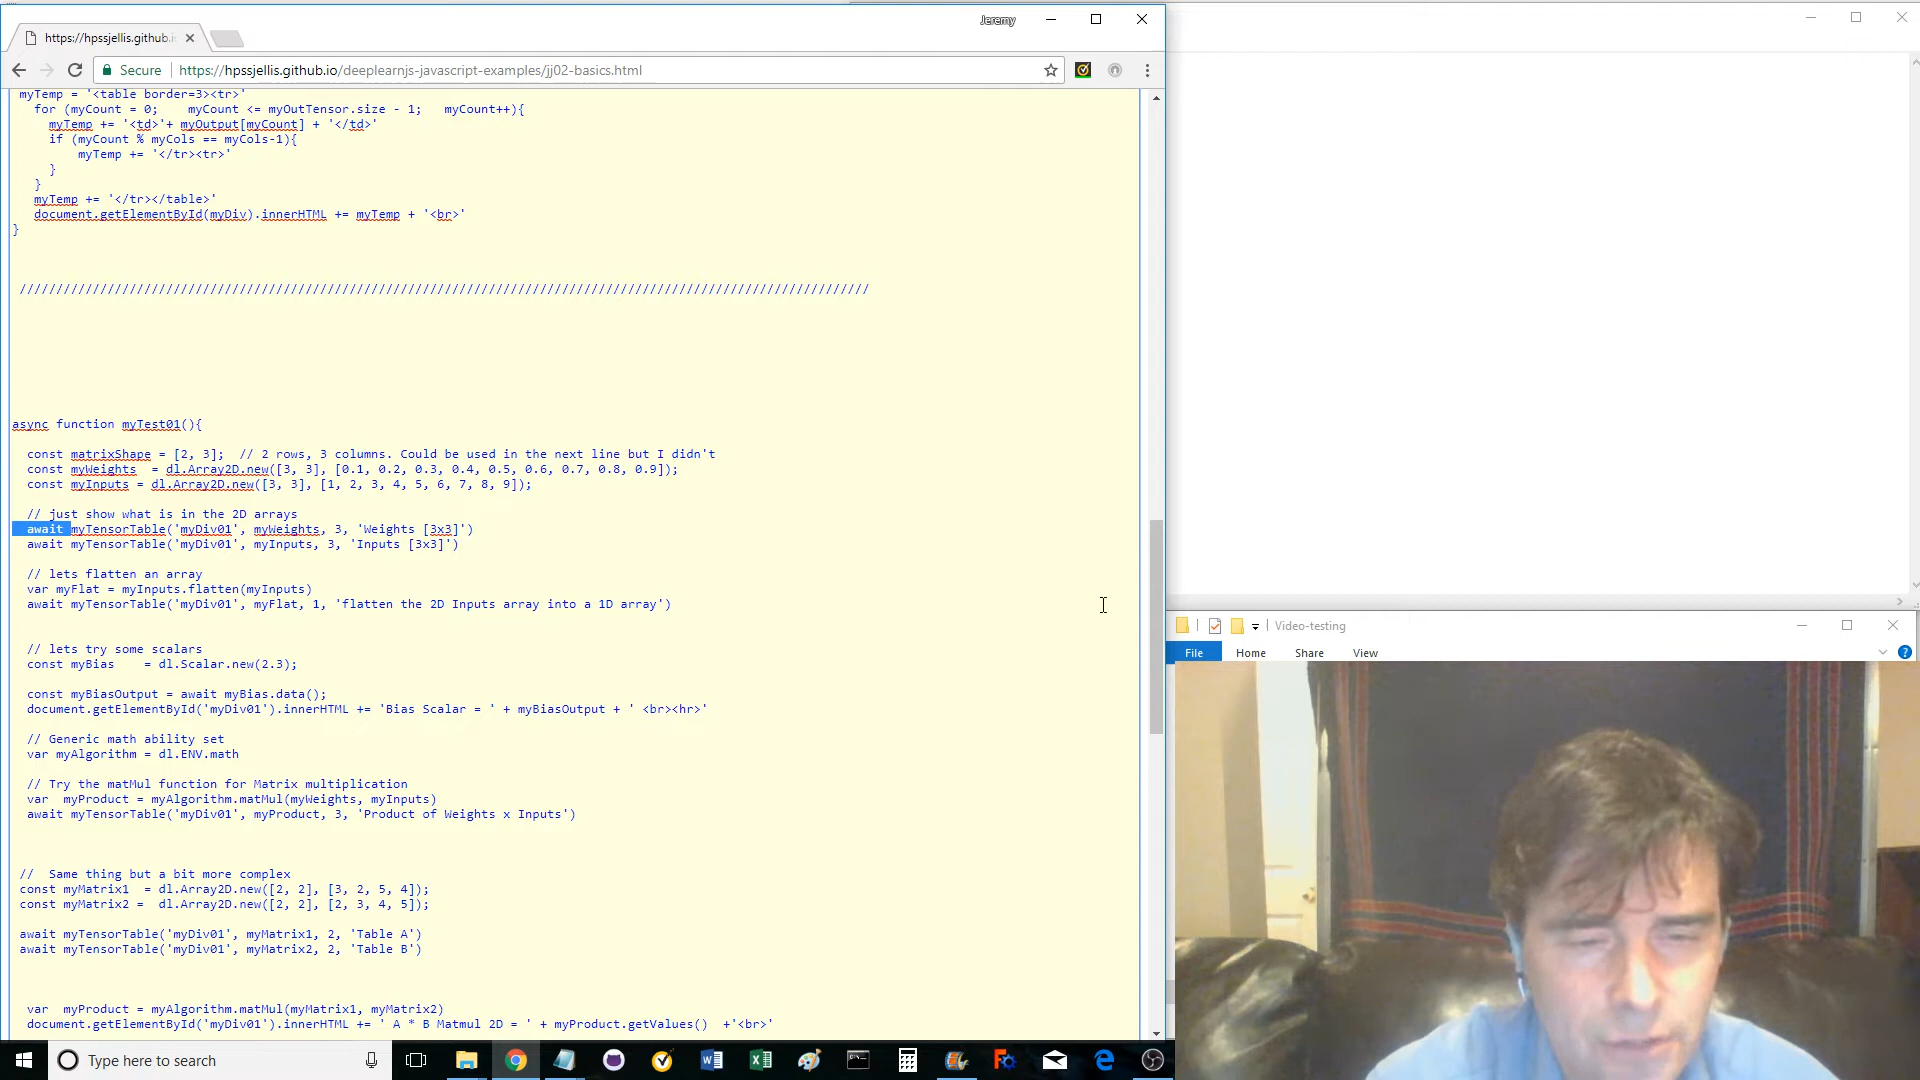 Jeremy
https://hpssjellis.github.i
Secure
https://hpssjellis.github.io/deeplearnjs-javascript-examples/jj02-basics.html
myTemp = '<table border=3><tr>'
for (myCount = 0;    myCount <= myOutTensor.size - 1;   myCount++){
myTemp += '<td>'+ myOutput[myCount] + '</td>'
if (myCount % myCols == myCols-1){
myTemp += '</tr><tr>'
}
}
myTemp += '</tr></table>'
document.getElementById(myDiv).innerHTML += myTemp + '<br>'
}
async function myTest01(){
const matrixShape = [2, 3];  // 2 rows, 3 columns. Could be used in the next line but I didn't
const myWeights  = dl.Array2D.new([3, 3], [0.1, 0.2, 0.3, 0.4, 0.5, 0.6, 0.7, 0.8, 0.9]);
const myInputs = dl.Array2D.new([3, 3], [1, 2, 3, 4, 5, 6, 7, 8, 9]);
// just show what is in the 2D arrays
await myTensorTable('myDiv01', myWeights, 3, 'Weights [3x3]')
await myTensorTable('myDiv01', myInputs, 3, 'Inputs [3x3]')
// lets flatten an array
var myFlat = myInputs.flatten(myInputs)
await myTensorTable('myDiv01', myFlat, 1, 'flatten the 2D Inputs array into a 1D array')
// lets try some scalars
const myBias    = dl.Scalar.new(2.3);
const myBiasOutput = await myBias.data();
document.getElementById('myDiv01').innerHTML += 'Bias Scalar = ' + myBiasOutput + ' <br><hr>'
// Generic math ability set
var myAlgorithm = dl.ENV.math
// Try the matMul function for Matrix multiplication
var  myProduct = myAlgorithm.matMul(myWeights, myInputs)
await myTensorTable('myDiv01', myProduct, 3, 'Product of Weights x Inputs')
//  Same thing but a bit more complex
const myMatrix1  = dl.Array2D.new([2, 2], [3, 2, 5, 4]);
const myMatrix2 =  dl.Array2D.new([2, 2], [2, 3, 4, 5]);
await myTensorTable('myDiv01', myMatrix1, 2, 'Table A')
await myTensorTable('myDiv01', myMatrix2, 2, 'Table B')
var  myProduct = myAlgorithm.matMul(myMatrix1, myMatrix2)
document.getElementById('myDiv01').innerHTML += ' A * B Matmul 2D = ' + myProduct.getValues()  +'<br>'
Video-testing
File Home Share View
Type here to search